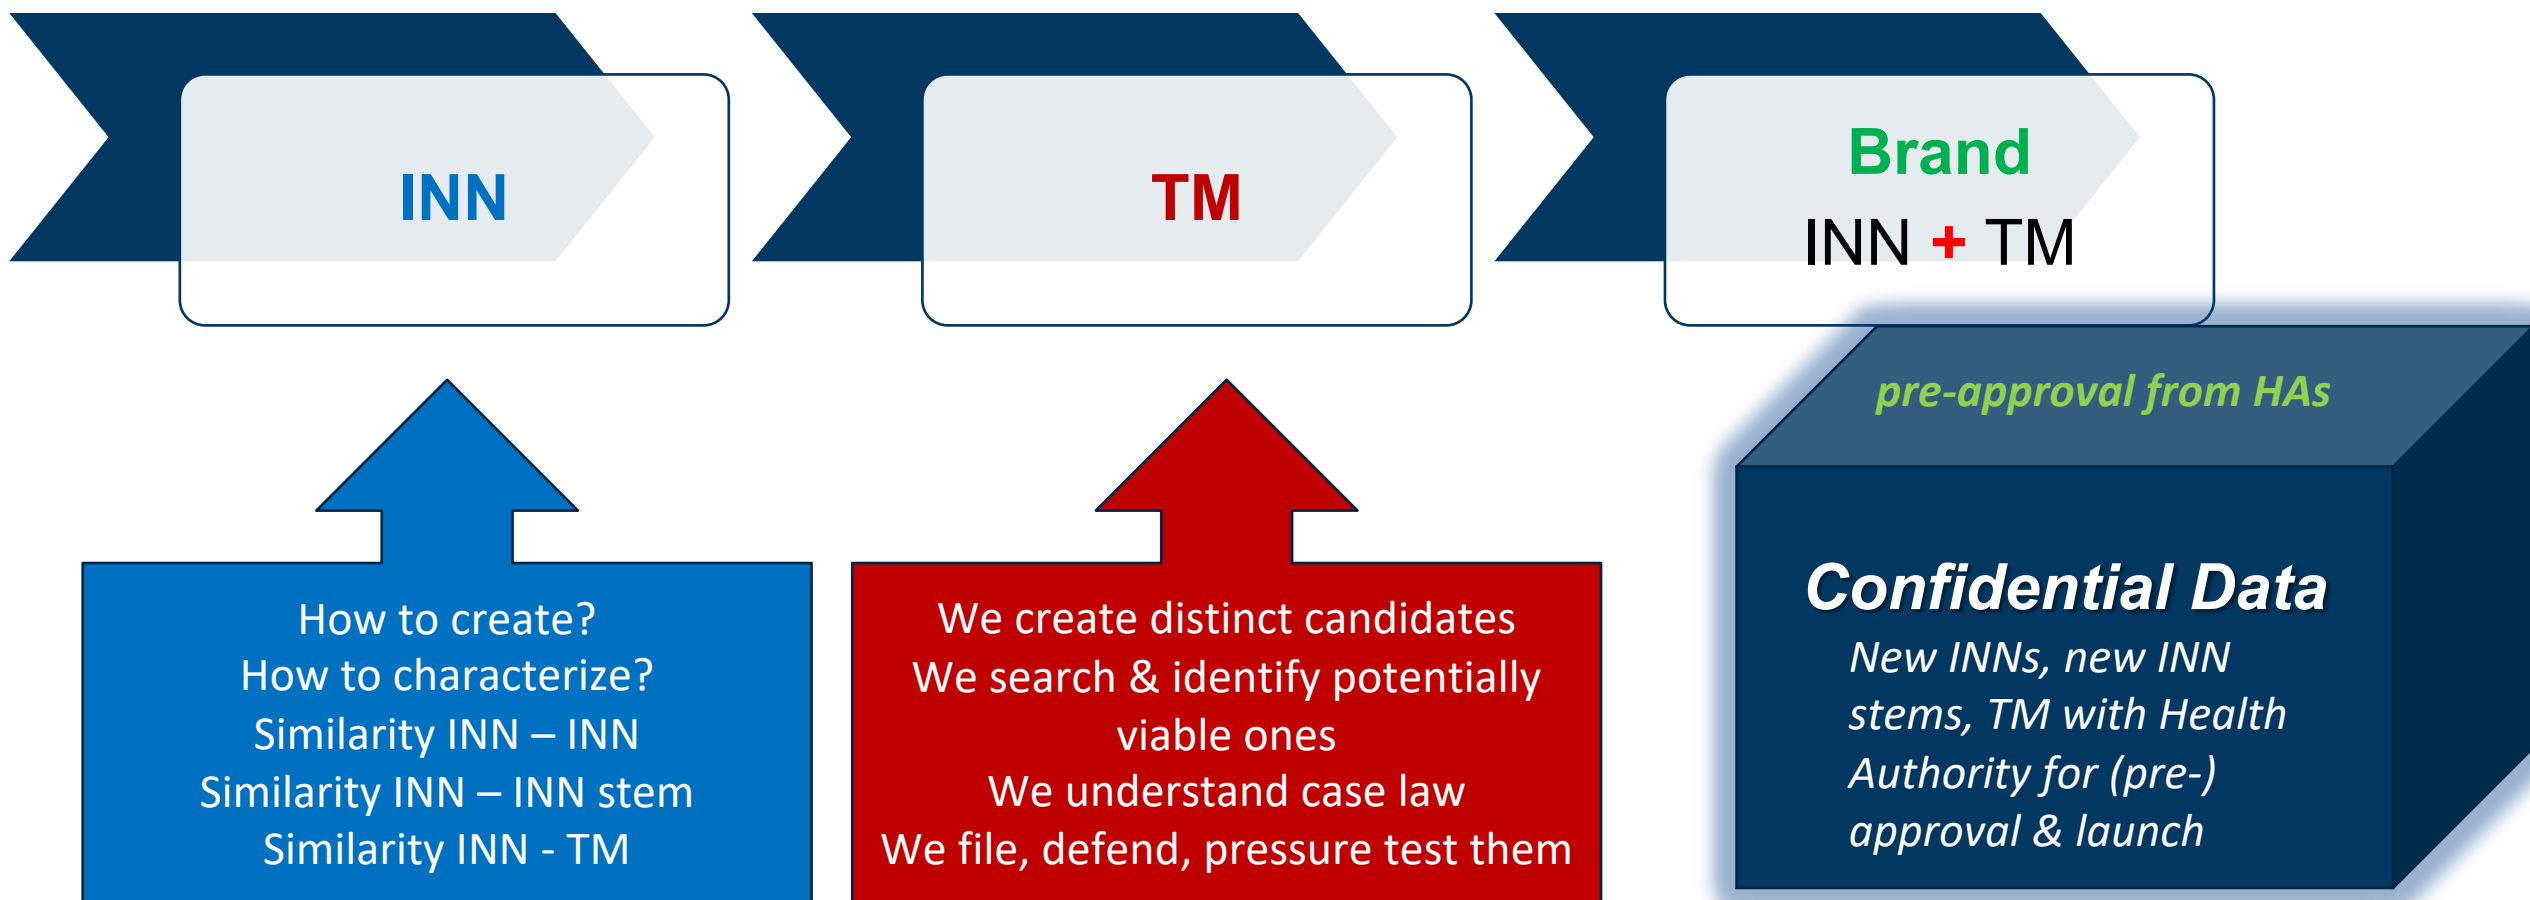 INN
TM
Brand
INN + TM
How to create?
How to characterize?
Similarity INN – INN
Similarity INN – INN stem
Similarity INN - TM
We create distinct candidates
We search & identify potentially
viable ones
We understand case law
We file, defend, pressure test them
pre-approval from HAs
Confidential Data
New INNs, new INN
stems, TM with Health
Authority for (pre-)
approval & launch